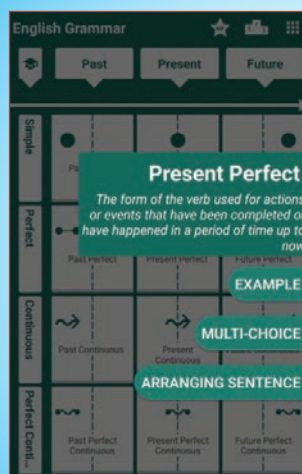 English Grammar
Past
Present
Future
Simple
Pa
Present Perfect
The form of the verb used for actions
or events that have been completed or
have happened in a period of time up to
now
Perfect
Past Perfect
Present Perfect
Future Perfect
EXAMPLE
MULTI-CHOICE
Continuous
Past Continuous
Present
Continuous
ARRANGING SENTENCE
Perfect Conti...
Past Perfect
Continuous
Present Perfect
Continuous
Future Perfect
Continuous